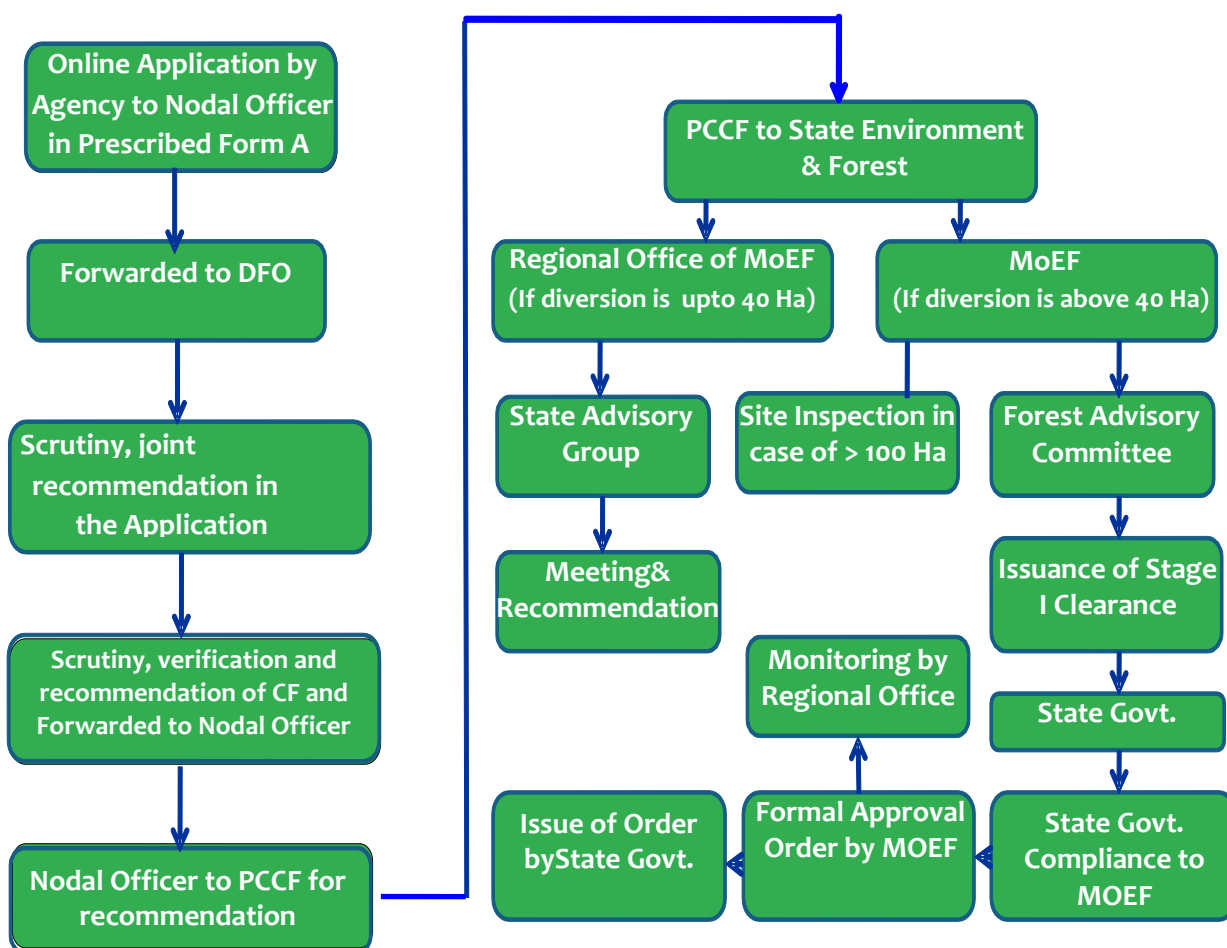 Online Application by
Agency to Nodal Officer
in Prescribed Form A
Forwarded to DFO
Scrutiny, joint
recommendation in
the Application
Scrutiny, verification and
recommendation of CF and
Forwarded to Nodal Officer
Nodal Officer to PCCF for
recommendation
PCCF to State Environment
& Forest
Regional Office of MoEF
(If diversion is upto 40 Ha)
MoEF
(If diversion is above 40 Ha)
State Advisory
Group
Site Inspection in
case of > 100 Ha
Forest Advisory
Committee
Meeting&
Recommendation
Issuance of Stage
I Clearance
Monitoring by
Regional Office
State Govt.
Issue of Order
byState Govt.
Formal Approval
Order by MOEF
State Govt.
Compliance to
MOEF